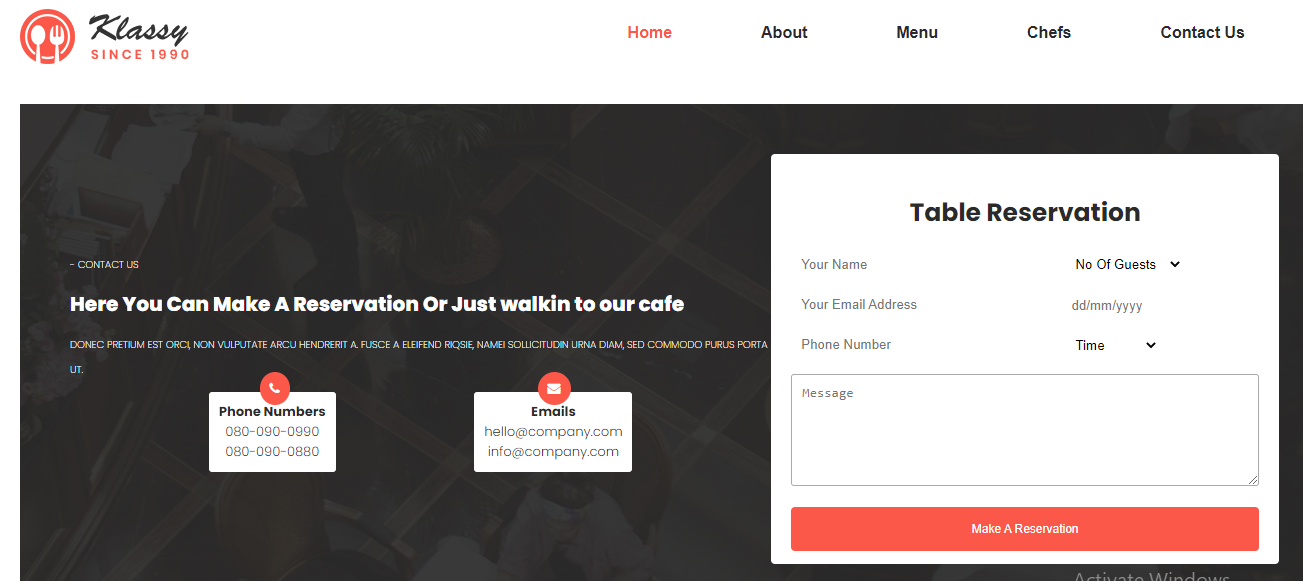 Klassy
SINCE 1990
Home
About
Menu
Chefs
Contact Us
- CONTACT US
Here You Can Make A Reservation Or Just walkin to our cafe
DONEC PRETIUM EST ORCI, NON VULPUTATE ARCU HENDRERIT A. FUSCE A ELEIFEND RIQSIE, NAMEI SOLLICITUDIN URNA DIAM, SED COMMODO PURUS PORTA
UT.
Phone Numbers
080-090-0990
080-090-0880
Emails
hello@company.com
info@company.com
Table Reservation
Your Name
No Of Guests
Your Email Address
dd/mm/yyyy
Phone Number
Time
Message
Make A Reservation
Activate Windows